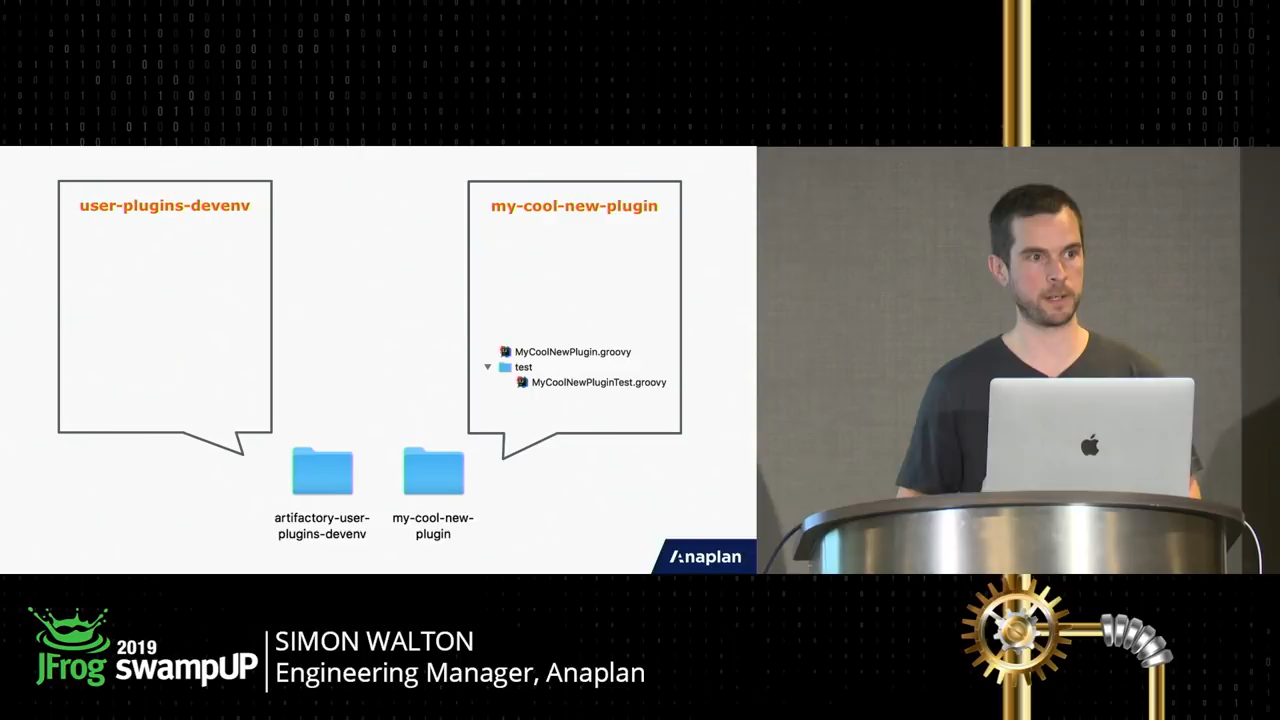 user-plugins-devenv
my-cool-new-plugin
MyCoolNewPlugin.groovy
test
MyCoolNewPluginTest.groovy
artifactory-user-
plugins-devenv
my-cool-new-
plugin
Anaplan
2019
JFrog swampUP
SIMON WALTON
Engineering Manager, Anaplan